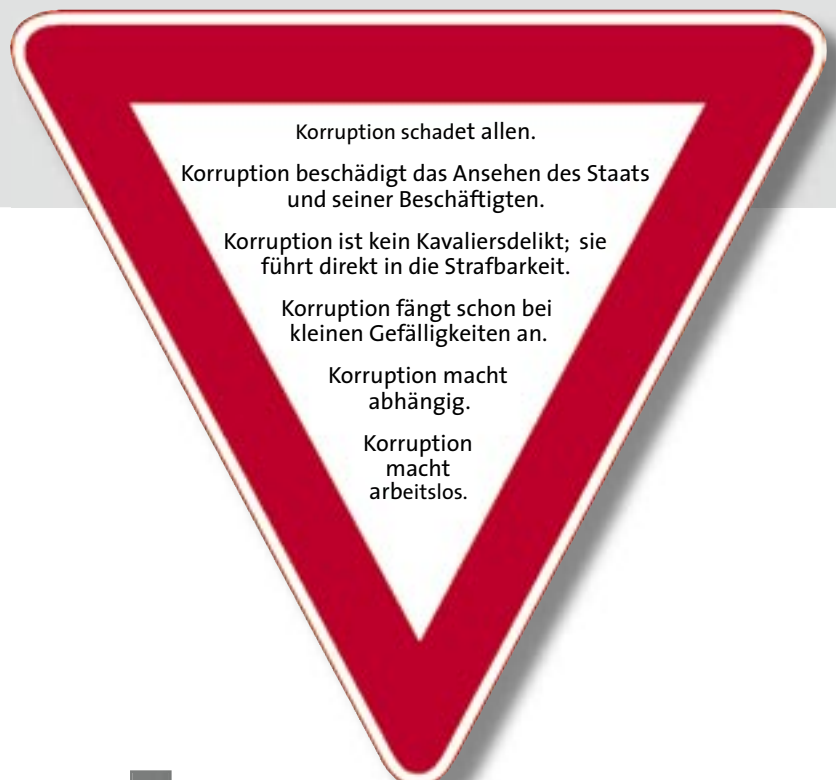 Korruption schadet allen.
Korruption beschädigt das Ansehen des Staats
und seiner Beschäftigten.
Korruption ist kein Kavaliersdelikt; sie
führt direkt in die Strafbarkeit.
Korruption fängt schon bei
kleinen Gefälligkeiten an.
Korruption macht
abhängig.
Korruption
macht
arbeitslos.